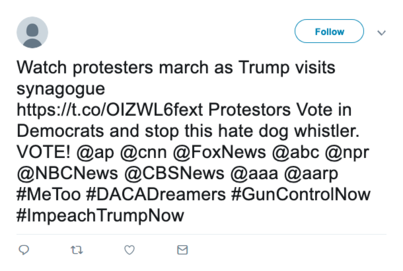 Follow
Watch protesters march as Trump visits
synagogue
https://t.co/OIZWL6fext Protestors Vote in
Democrats and stop this hate dog whistler.
VOTE! @ap @cnn @FoxNews @abc @npr
@NBCNews @CBSNews @aaa @aarp
#MeToo #DACADreamers #GunControlNow
#ImpeachTrumpNow